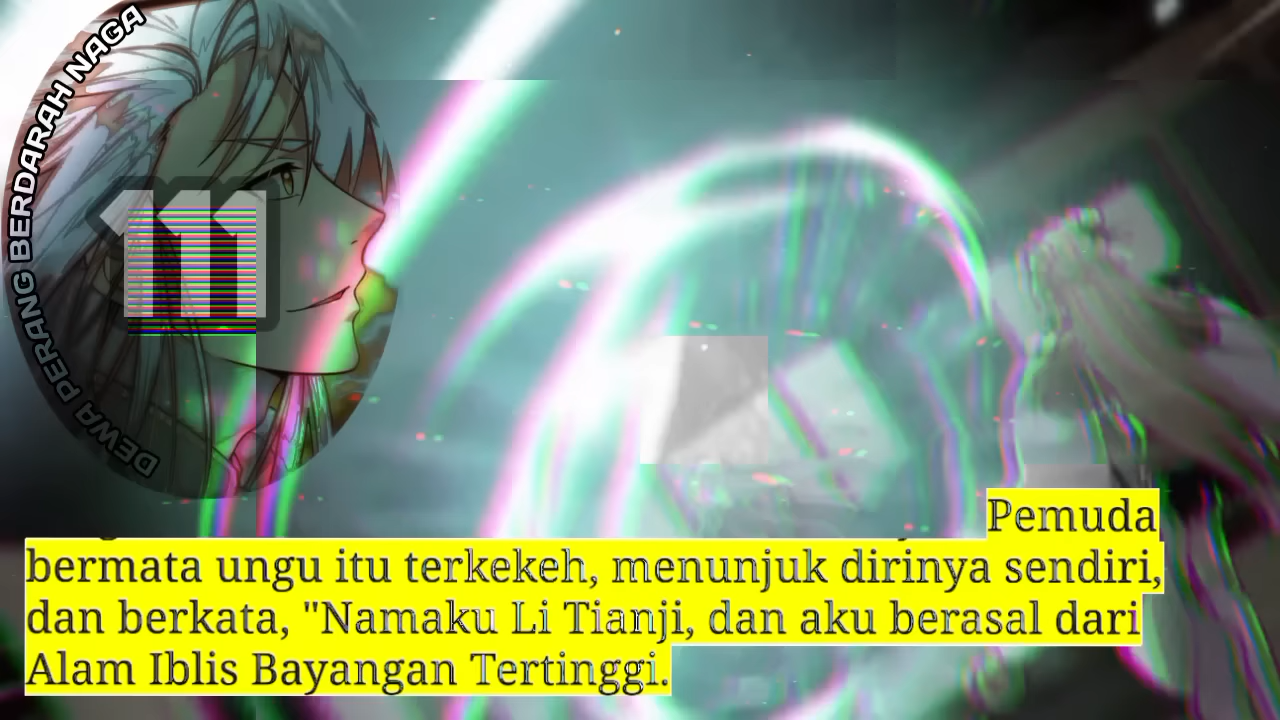 DEWA PERANG BERDARAH NAGA
111
Pemuda
bermata ungu itu terkekeh, menunjuk dirinya sendiri,
dan berkata, "Namaku Li Tianji, dan aku berasal dari
Alam Iblis Bayangan Tertinggi.